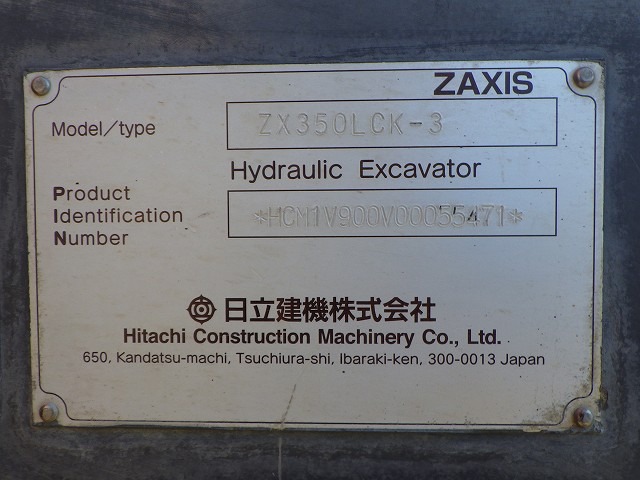 ZAXIS
Model/type ZX350LCK-3
Hydraulic Excavator
Product
Identification *HCM1V900V00055471*
Number
日立建機株式会社
Hitachi Construction Machinery Co., Ltd.
650, Kandatsu-machi, Tsuchiura-shi, Ibaraki-ken, 300-0013 Japan